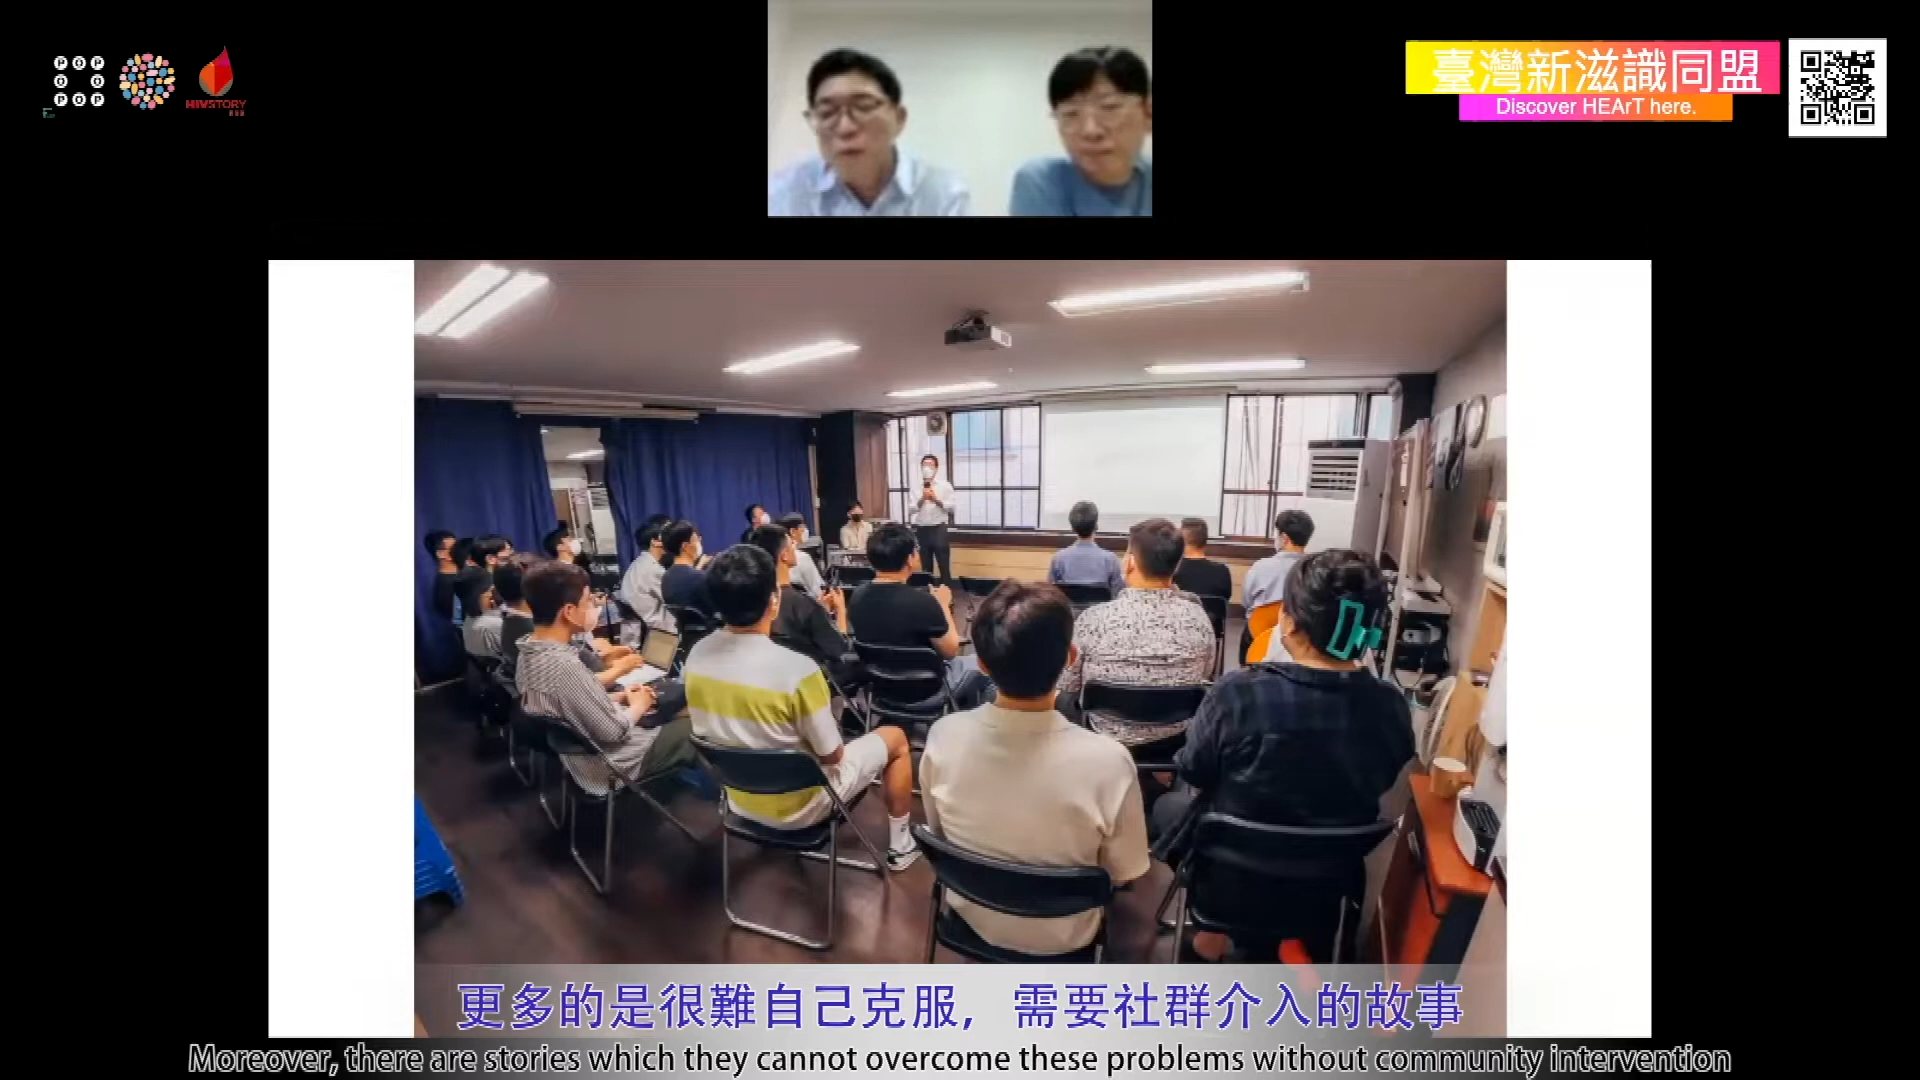 POP
O O
POP
HIVSTORY
臺灣新滋識同盟
Discover HEArT here.
更多的是很難自己克服，需要社群介入的故事
Moreover, there are stories which they cannot overcome these problems without community intervention